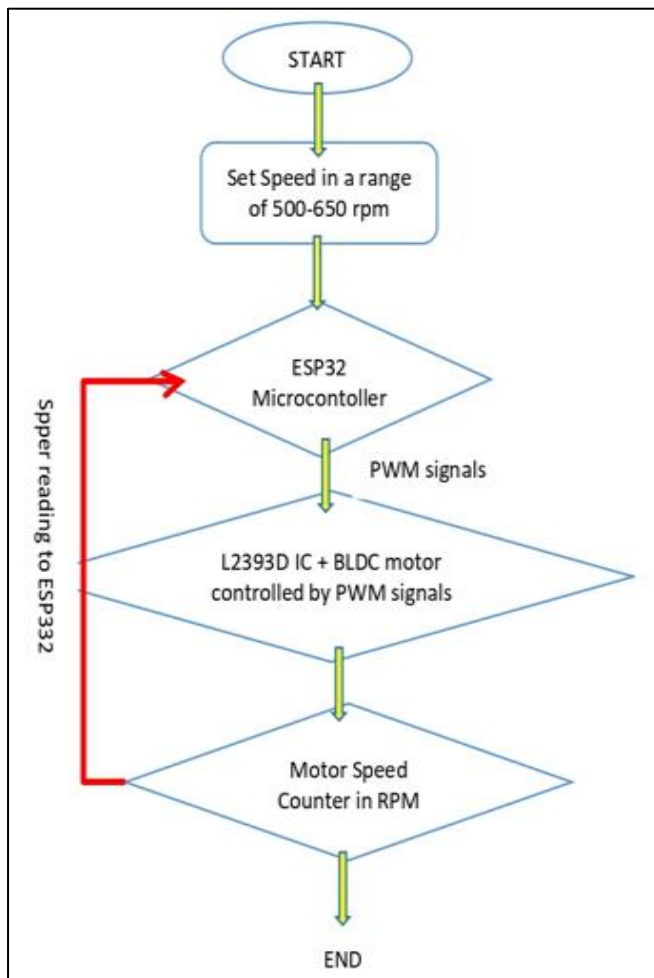 START
Set Speed in a range
of 500-650 rpm
ESP32
Microcontoller
PWM signals
L2393D IC + BLDC motor
controlled by PWM signals
Spper reading to ESP332
Motor Speed
Counter in RPM
END